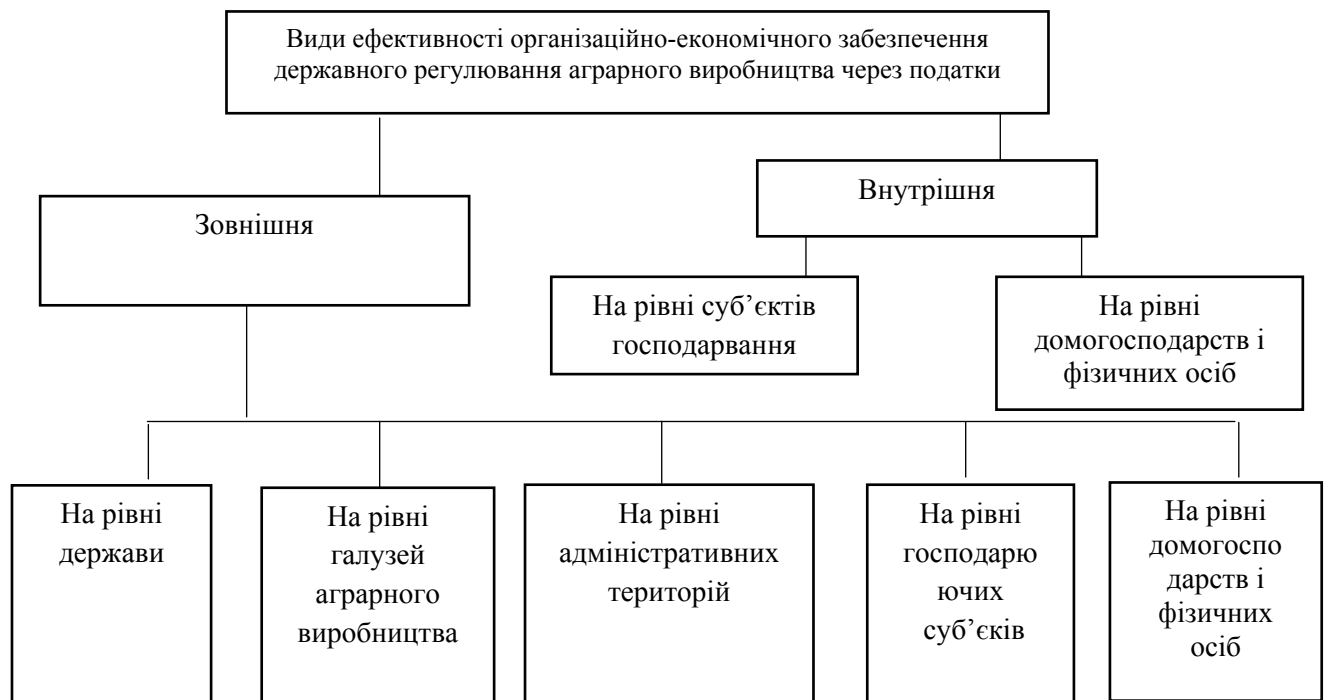 Види ефективності організаційно-економічного забезпечення
державного регулювання аграрного виробництва через податки
Зовнішня
Внутрішня
На рівні суб’єктів
господарвання
На рівні
домогосподарств і
фізичних осіб
На рівні
держави
На рівні
галузей
аграрного
виробництва
На рівні
адміністративних
територій
На рівні
господарю
ючих
суб’єків
На рівні
домогоспо
дарств і
фізичних
осіб